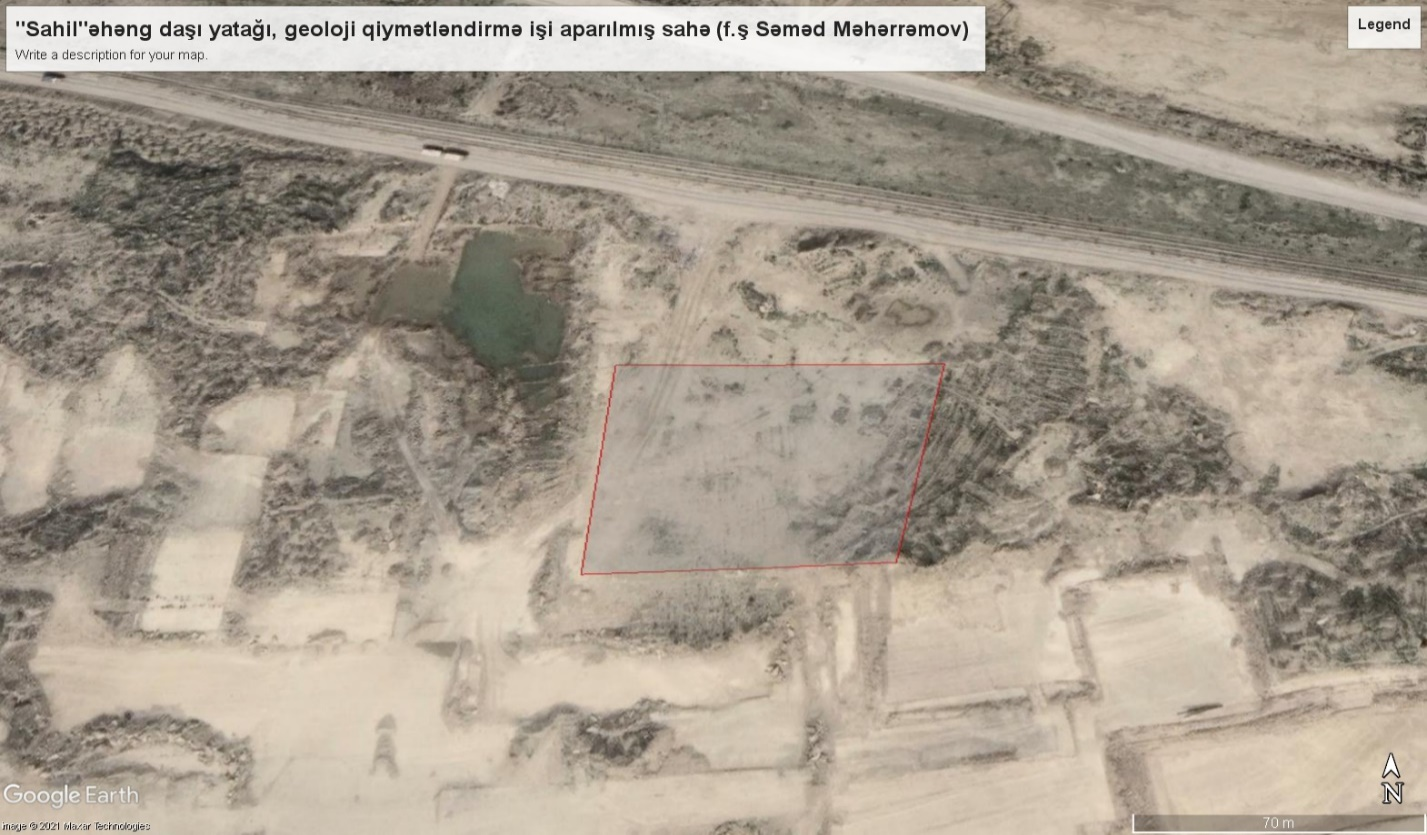 "Sahil"əhəng daşı yatağı, geoloji qiymətləndirmə işi aparılmış sahə (f.ş Səməd Məhərrəmov)
Write a description for your map.
Legend
N
Google Earth
70 m
Image © 2021 Maxar Technologies